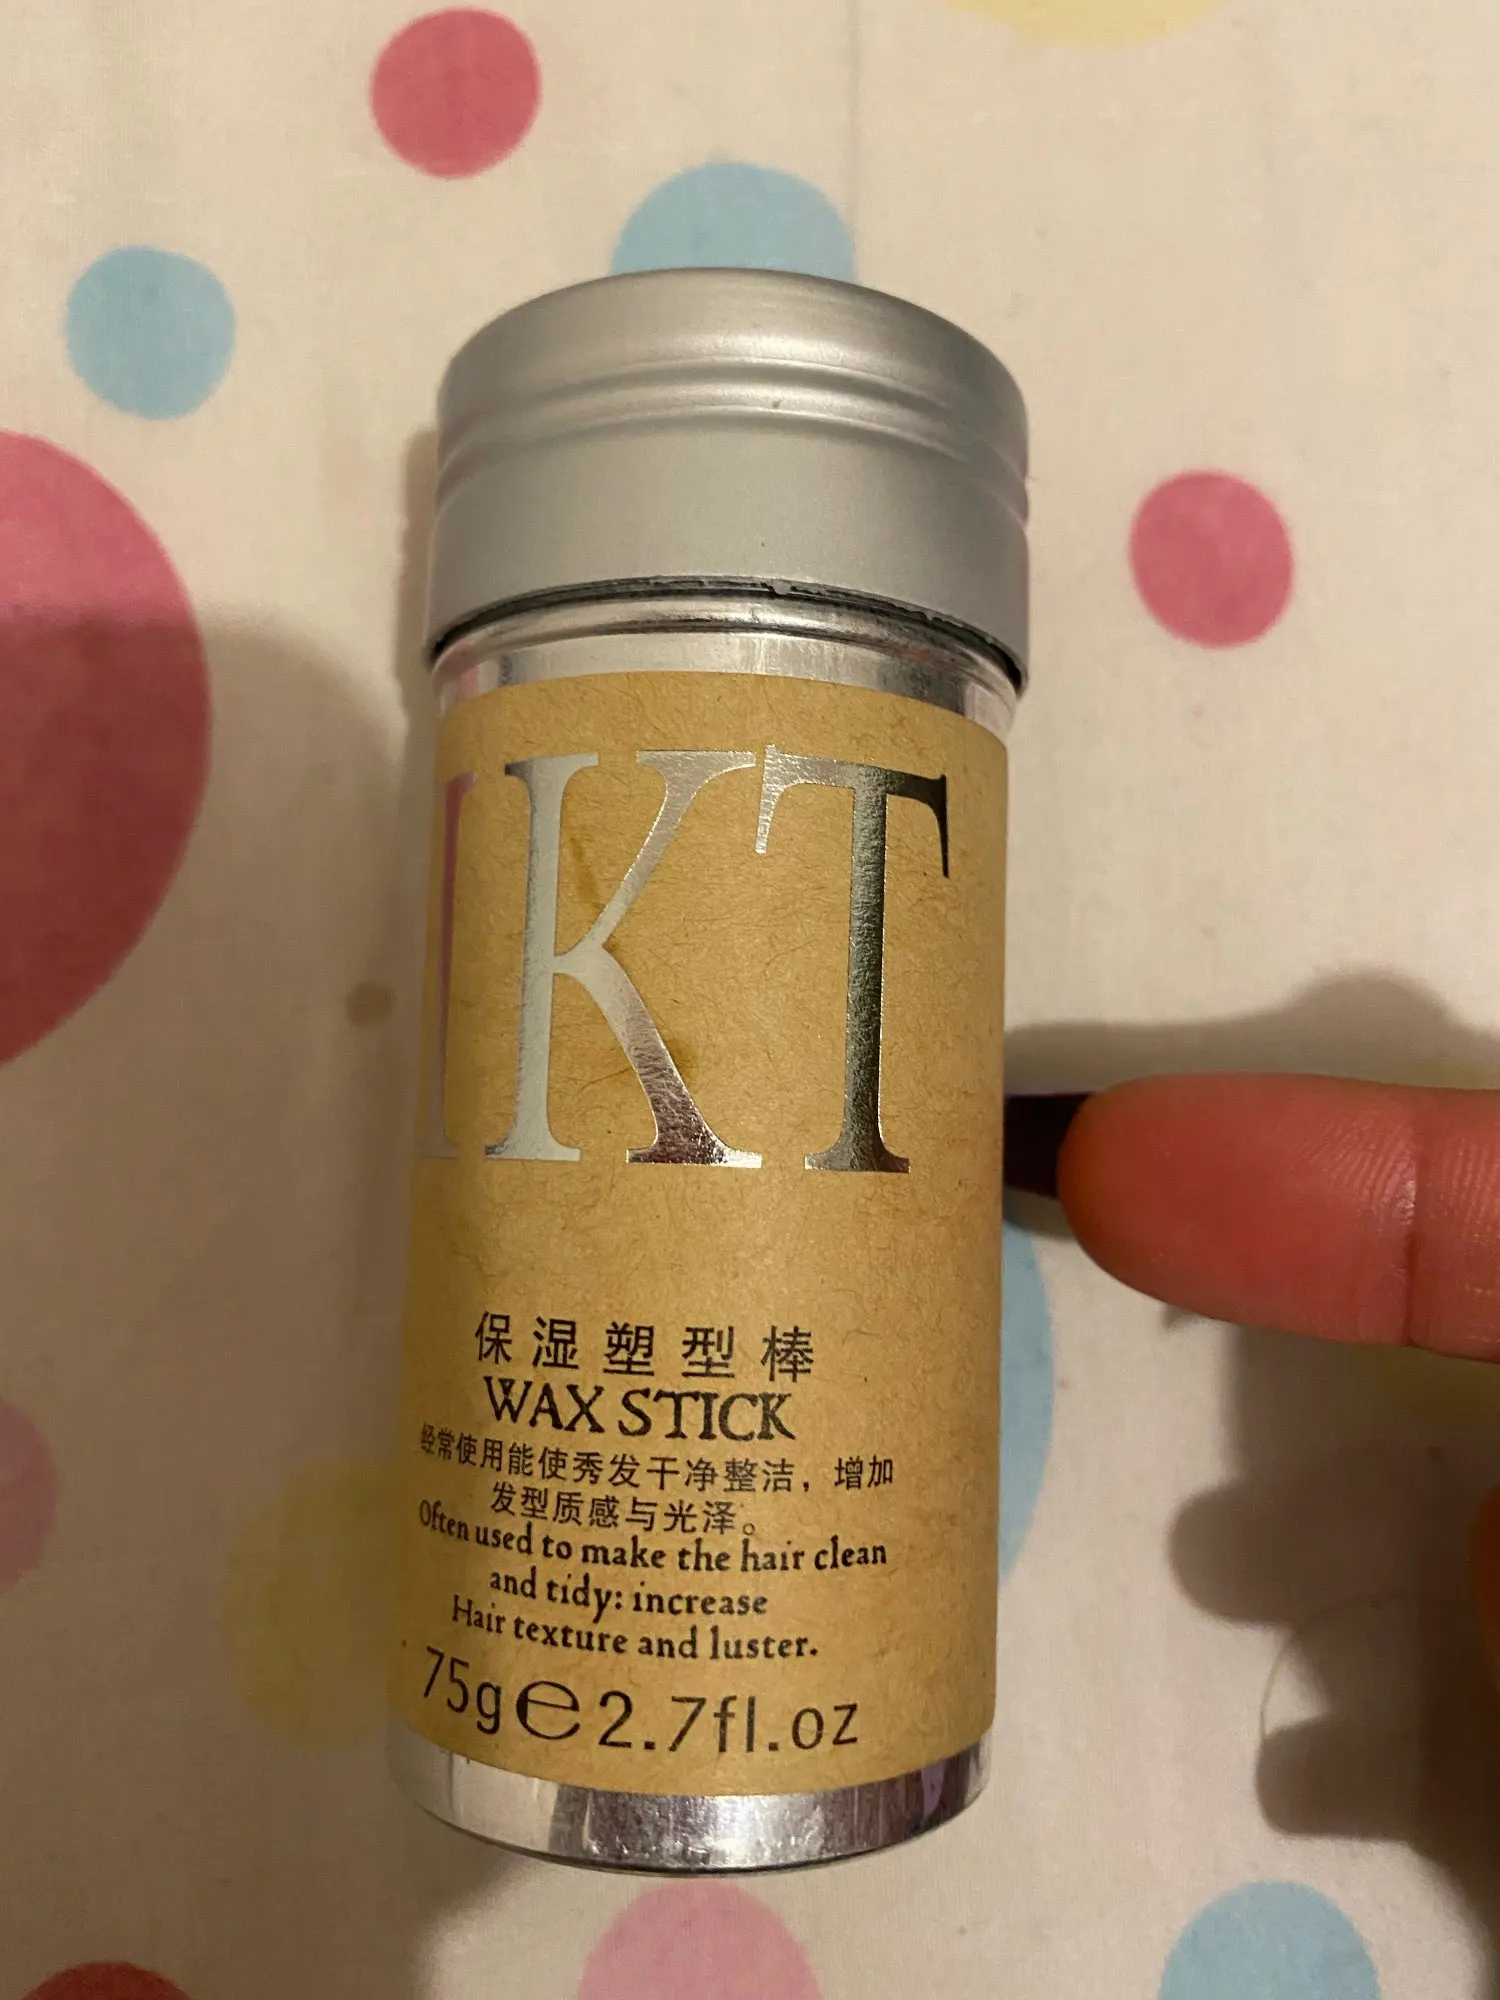 IKT
保湿塑型棒
WAX STICK
经常使用能使秀发干净整洁，增加
发型质感与光泽。
Often used to make the hair clean
and tidy: increase
Hair texture and luster.
75g℮2.7fl.oz